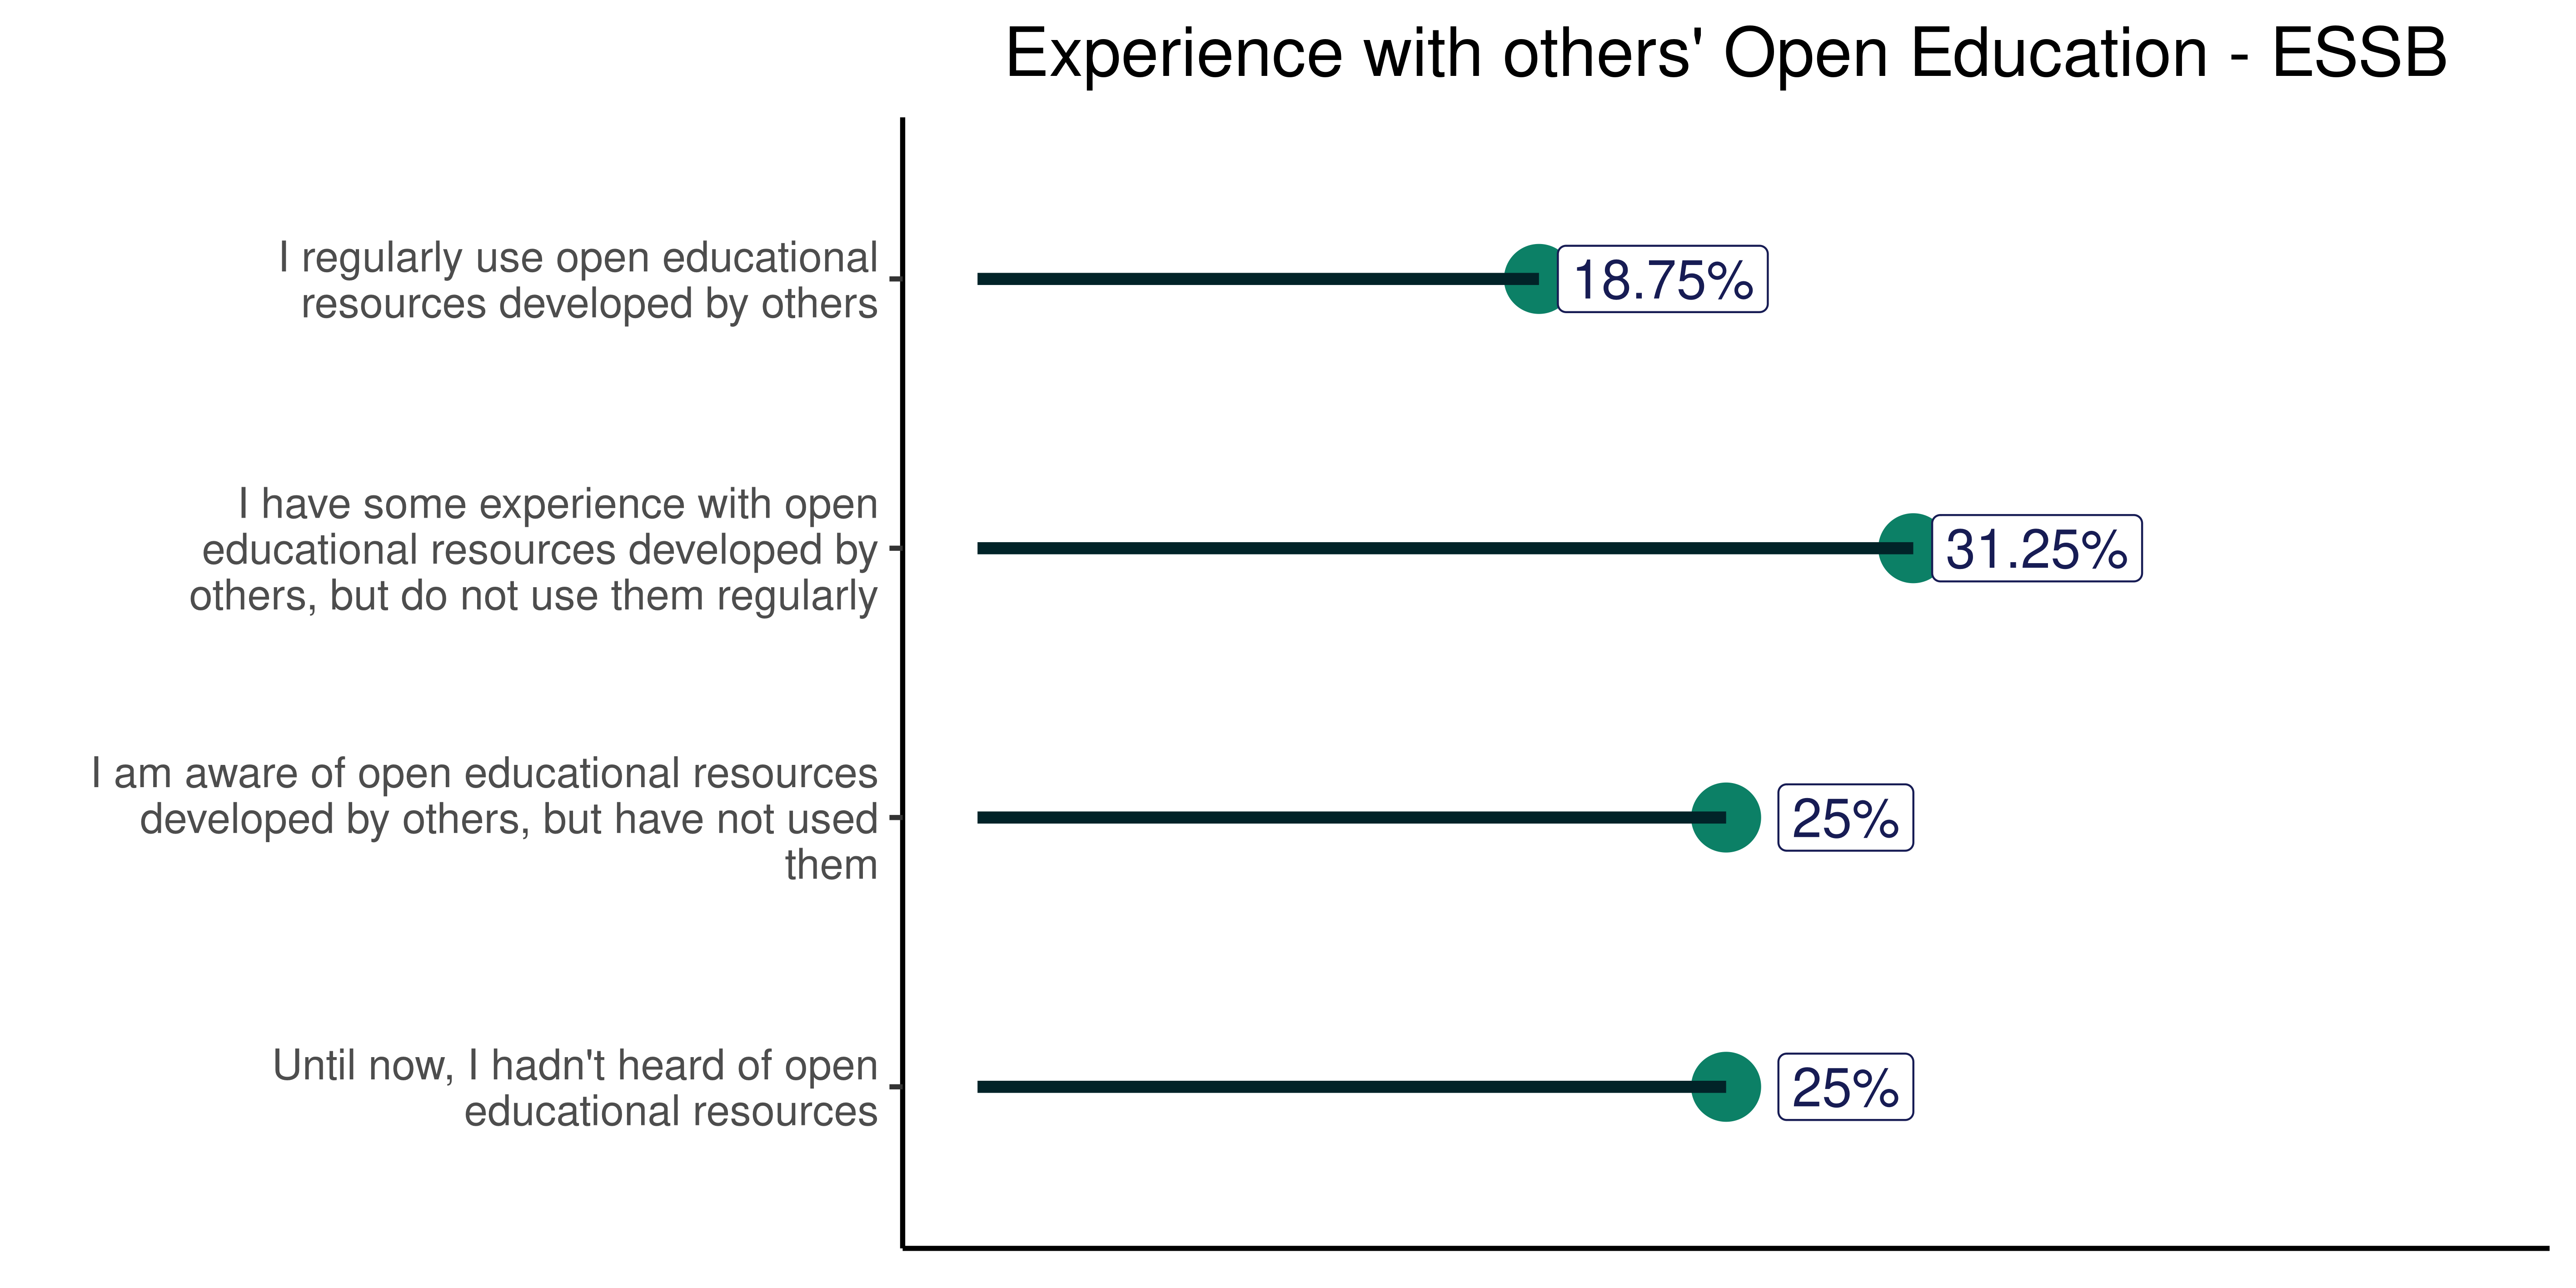 Experience with others' Open Education - ESSB
I regularly use open educational
resources developed by others
18.75%
I have some experience with open
educational resources developed by
others, but do not use them regularly
31.25%
I am aware of open educational resources
developed by others, but have not used
them
25%
Until now, I hadn't heard of open
educational resources
25%